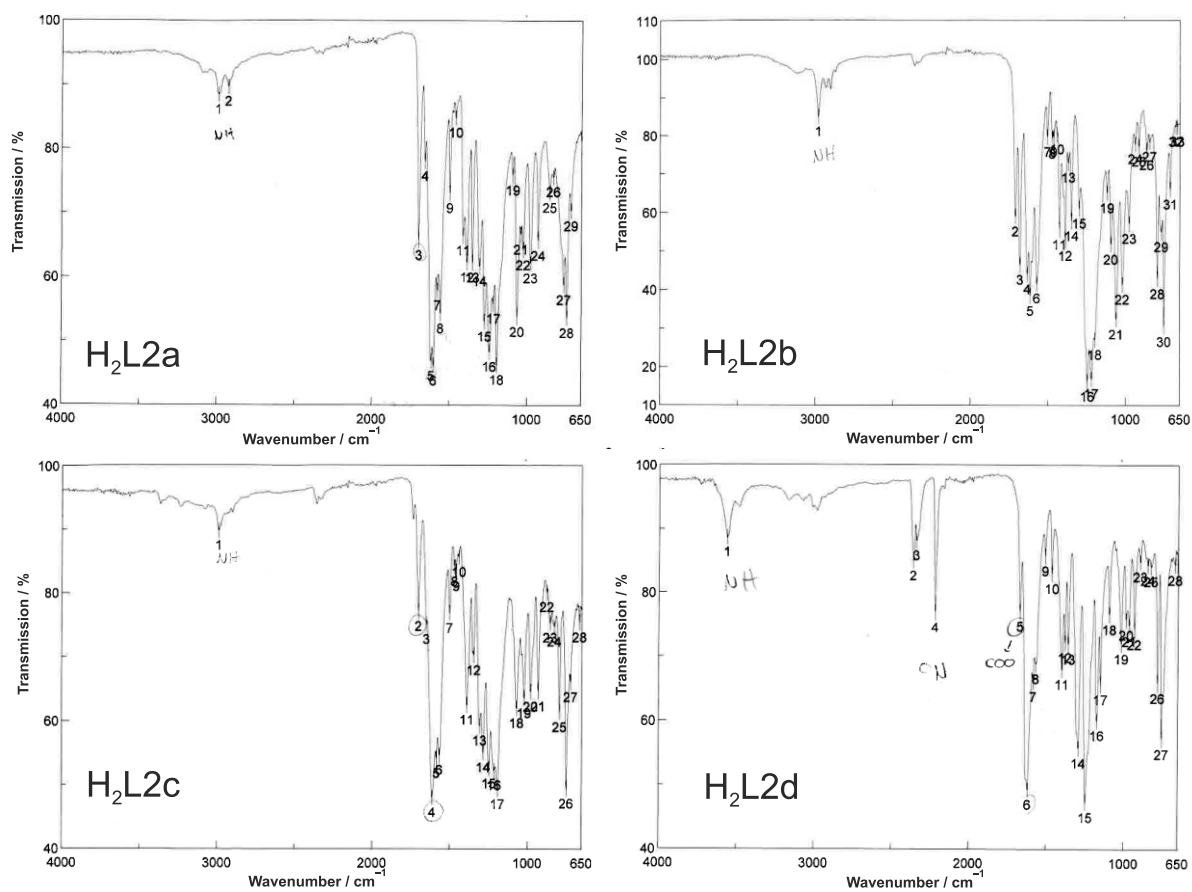 100
80
60
40
Transmission / %
1 2
NH
3 4 5 6 7 8 9 10 11 12 13 14 15 16 17 18 19 20 21 22 23 24 25 26 27 28 29
H₂L2a
4000 3000 2000 1000 650
Wavenumber / cm⁻¹
110
100
80
60
40
20
10
Transmission / %
1
NH
2 3 4 5 6 7 10 11 12 13 14 15 16 17 18 19 20 21 22 23 24 26 27 28 29 30 31 33
H₂L2b
4000 3000 2000 1000 650
Wavenumber / cm⁻¹
100
80
60
40
Transmission / %
1
NH
2 3 4 5 6 7 8 9 10 11 12 13 14 15 16 17 18 19 20 21 22 23 24 25 26 27 28
H₂L2c
4000 3000 2000 1000 650
Wavenumber / cm⁻¹
100
80
60
40
Transmission / %
1
NH
2 3 4
CN
5
COO
6 7 8 9 10 11 12 13 14 15 16 17 18 19 20 21 22 23 24 26 26 27 28
H₂L2d
4000 3000 2000 1000 650
Wavenumber / cm⁻¹